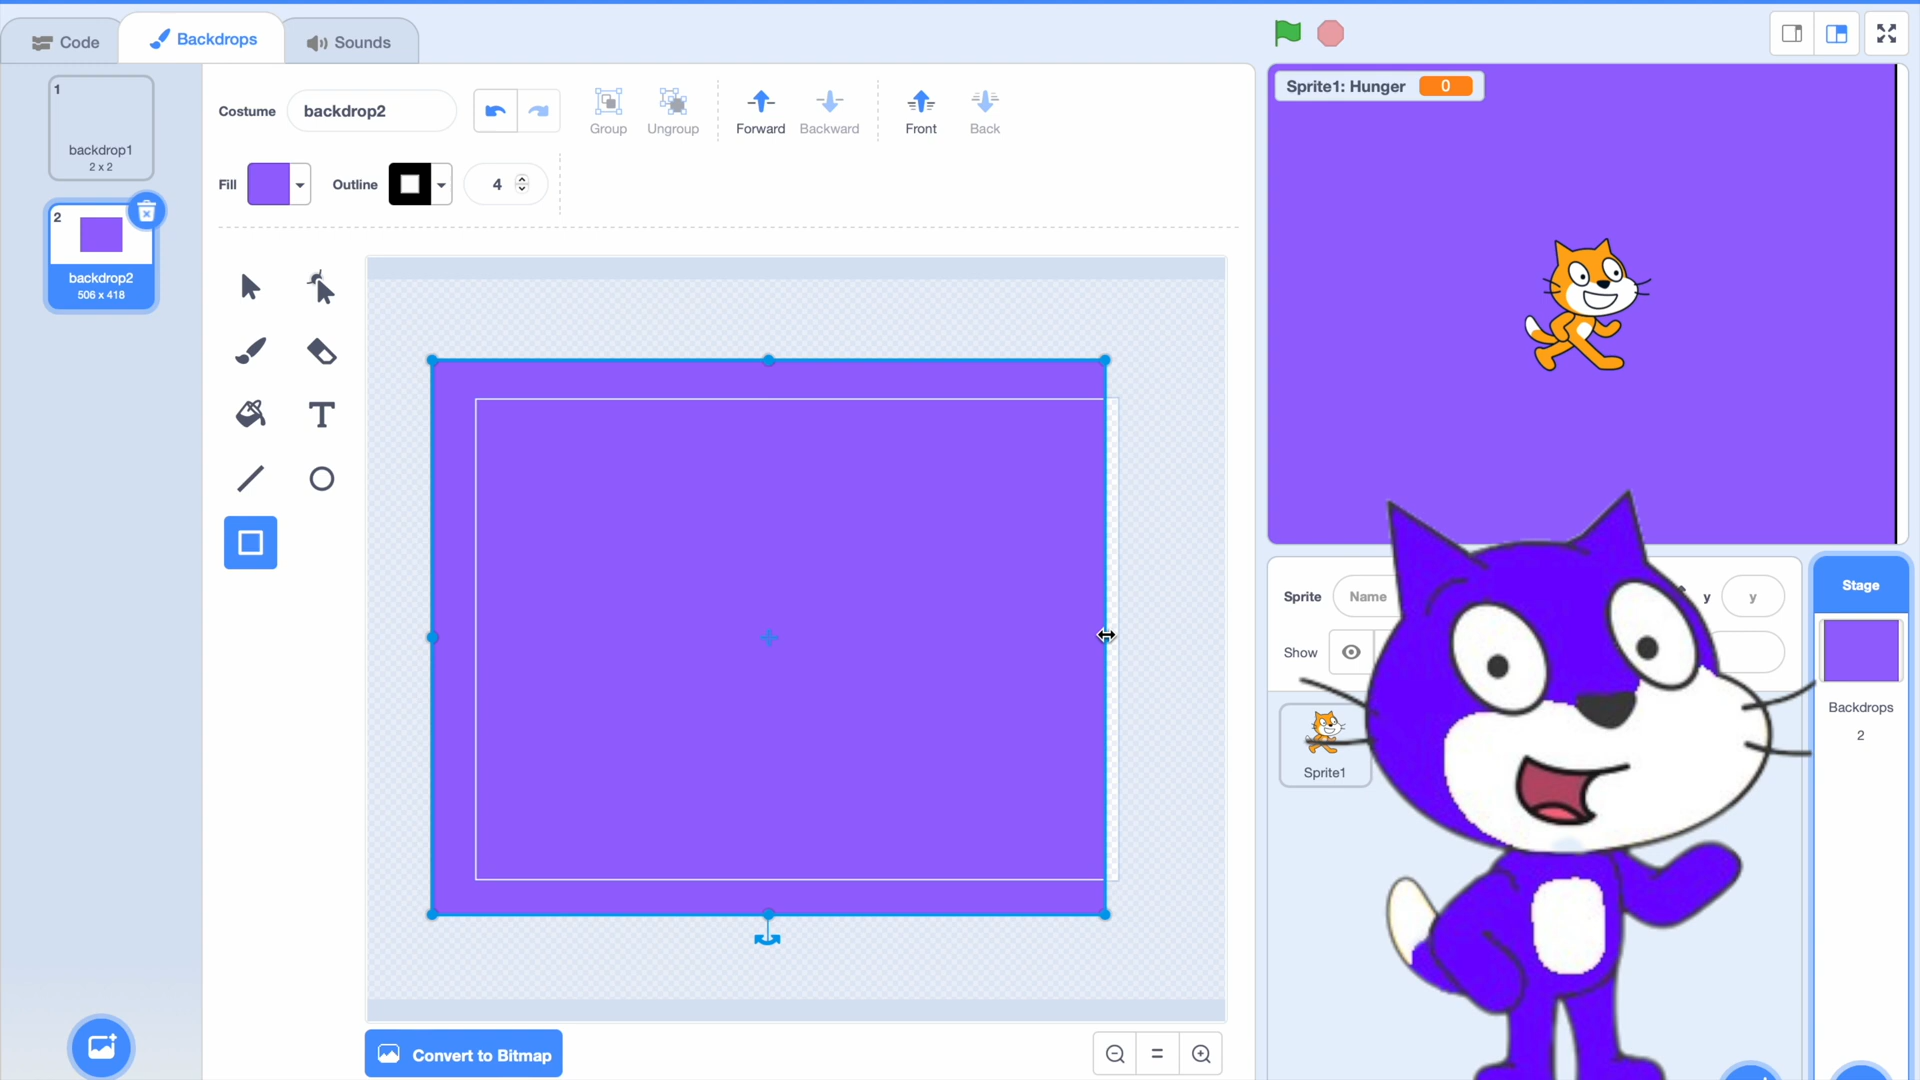 Code
Backdrops
Sounds
Sprite1: Hunger 0
1
backdrop1
2 x 2
2
backdrop2
506 x 418
Costume backdrop2
Group
Ungroup
Forward
Backward
Front
Back
Fill
Outline
4
T
Convert to Bitmap
Sprite
Name
y
y
Show
Sprite1
Stage
Backdrops
2